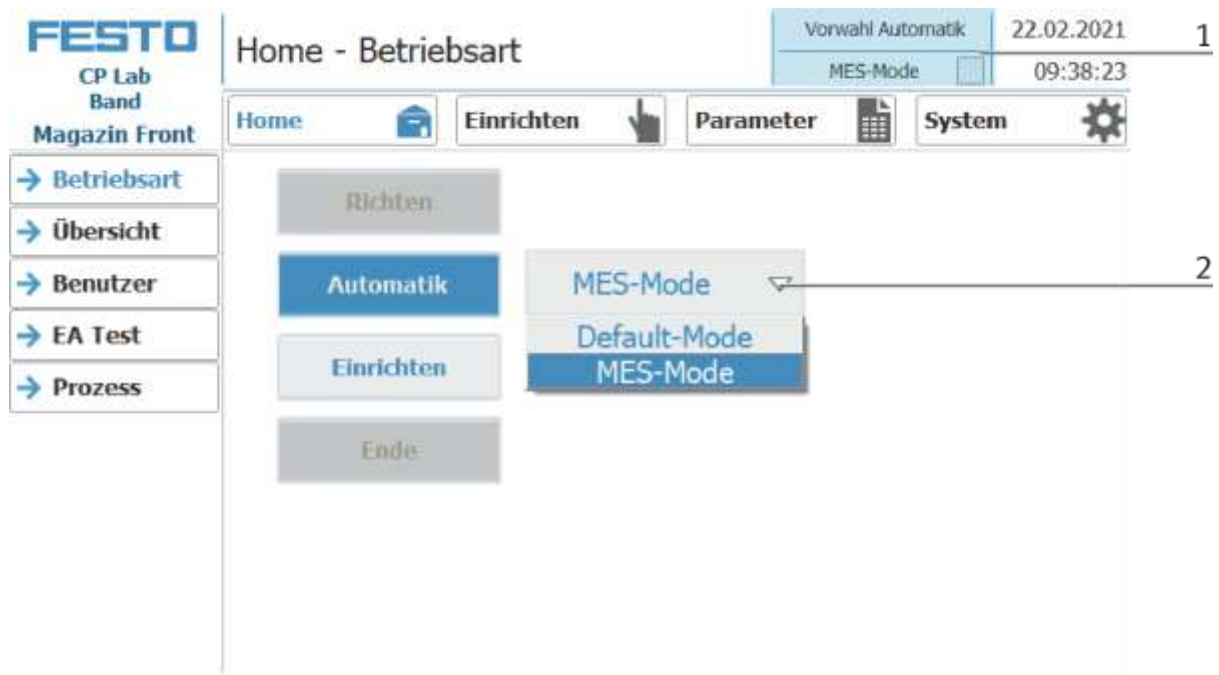 FESTO
CP Lab
Band
Magazin Front
Home - Betriebsart
Vorwahl Automatik
MES-Mode
22.02.2021
09:38:23
1
Home
Einrichten
Parameter
System
Betriebsart
Übersicht
Benutzer
EA Test
Prozess
Richten
Automatik
MES-Mode
2
Default-Mode
MES-Mode
Einrichten
Ende